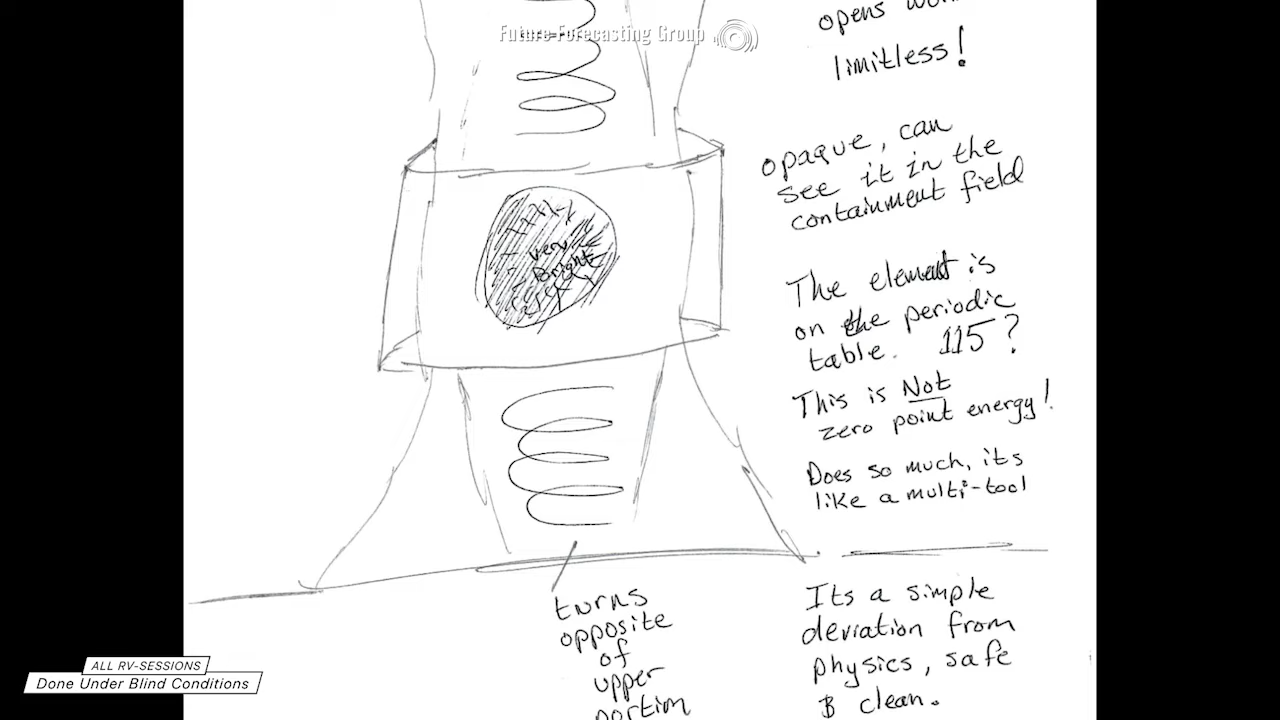 Future Forecasting Group
opens
limitless!
opaque, can
see it in the
containment field
very
Bright
The element is
on the periodic
table. 115?
This is Not
zero point energy!
Does so much, its
like a multi-tool
turns
opposite
of
upper
portion
Its a simple
deviation from
physics, safe
& clean.
ALL RV-SESSIONS
Done Under Blind Conditions